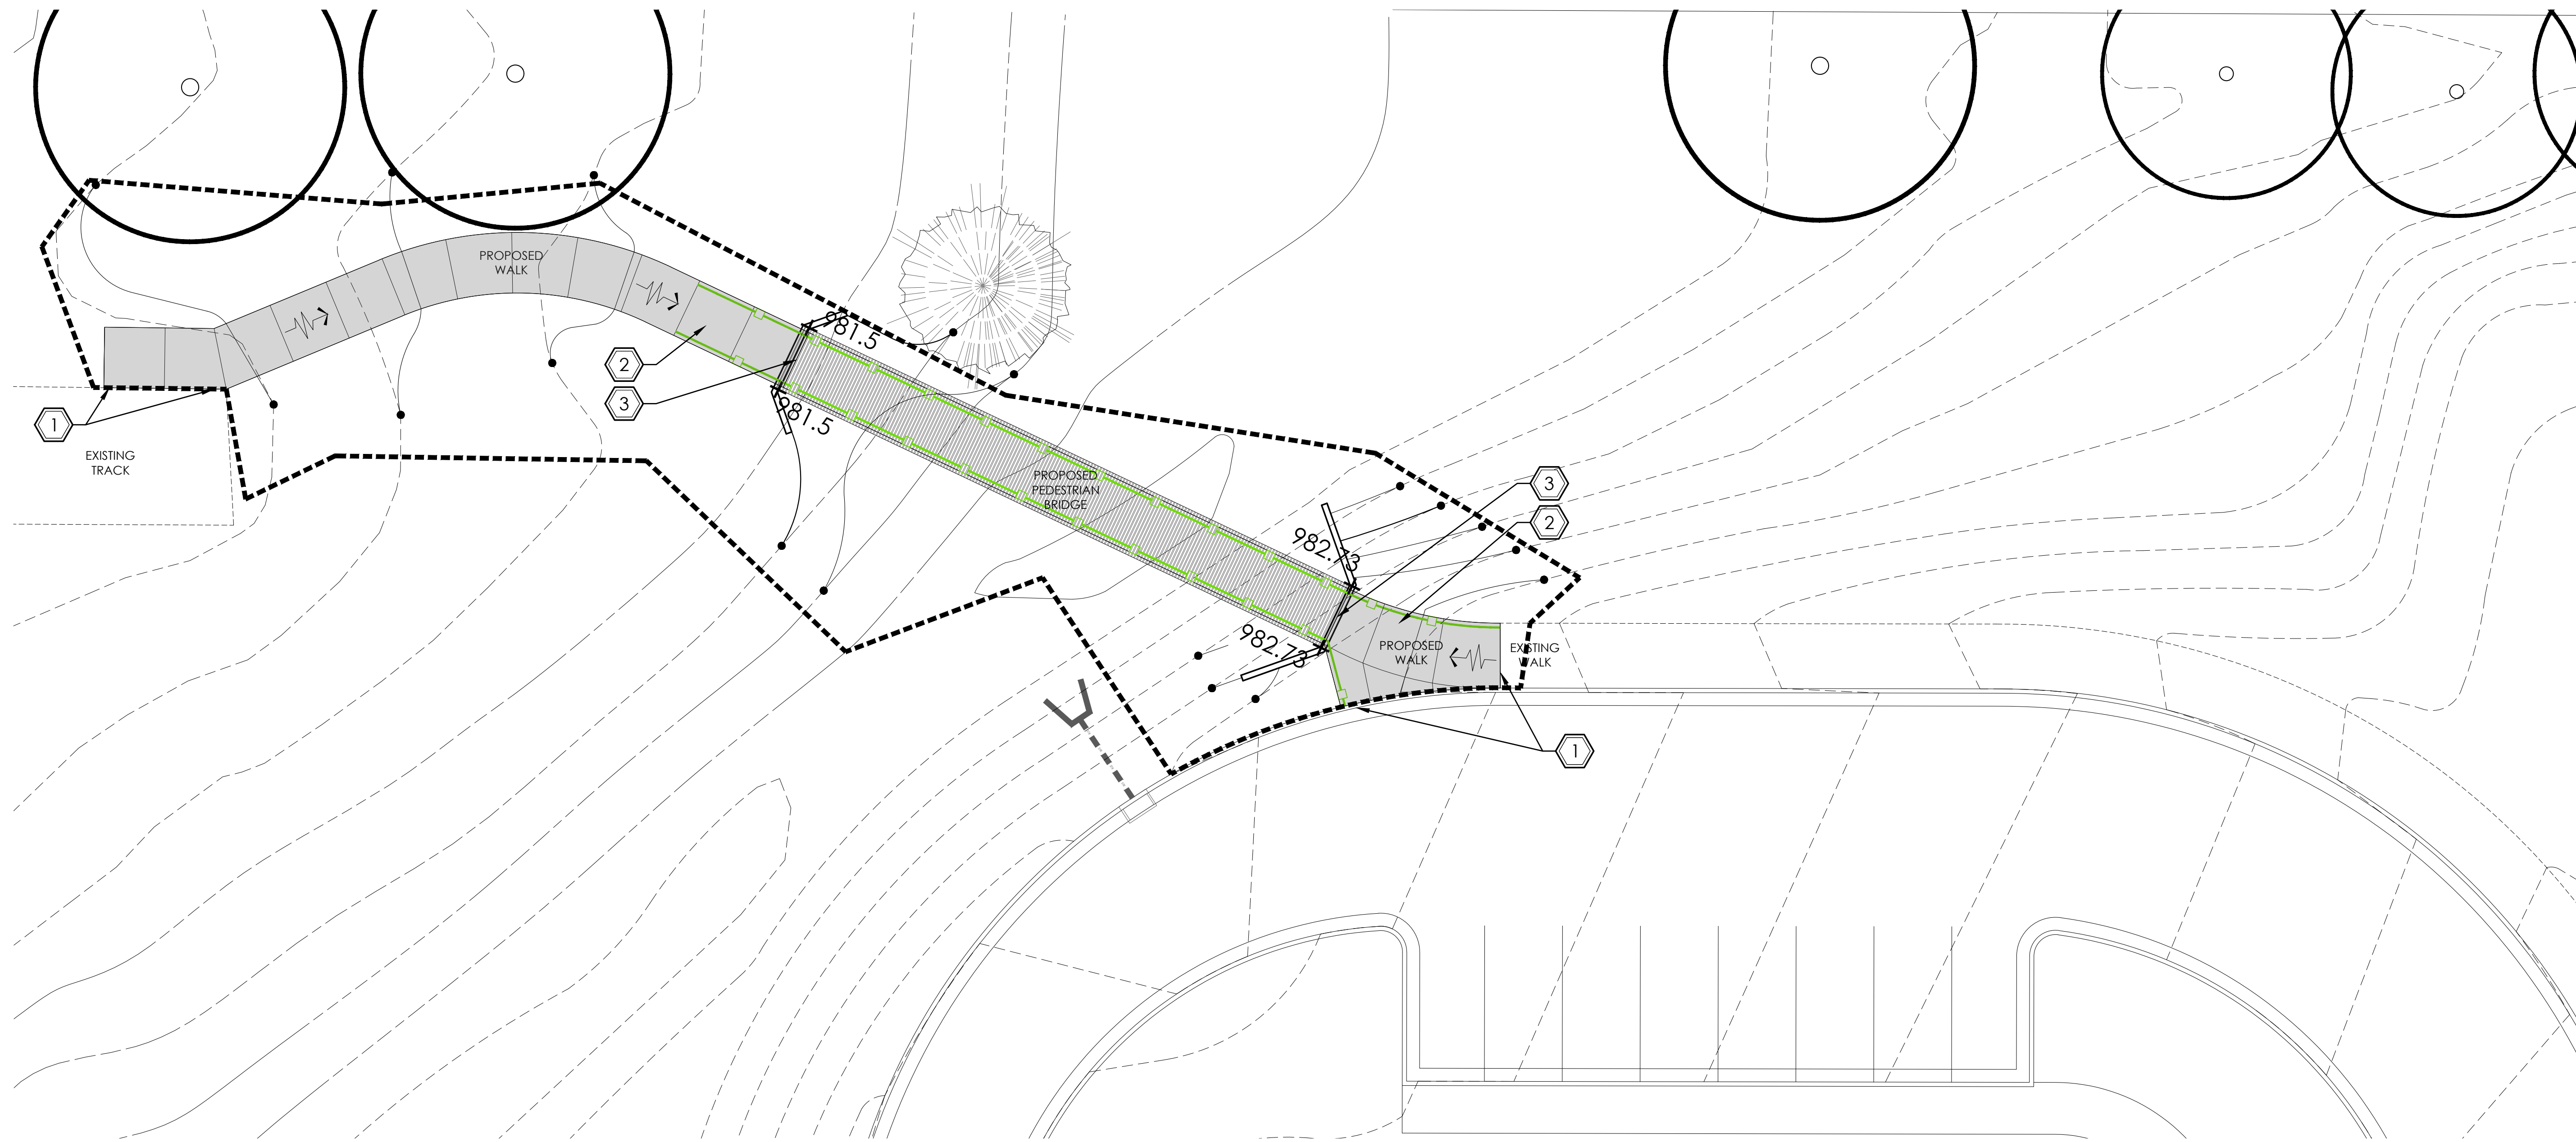 PROPOSED
WALK
981.5
2
3
981.5
1
EXISTING
TRACK
PROPOSED
PEDESTRIAN
BRIDGE
3
2
982.73
982.73
PROPOSED
WALK
EXISTING
WALK
1